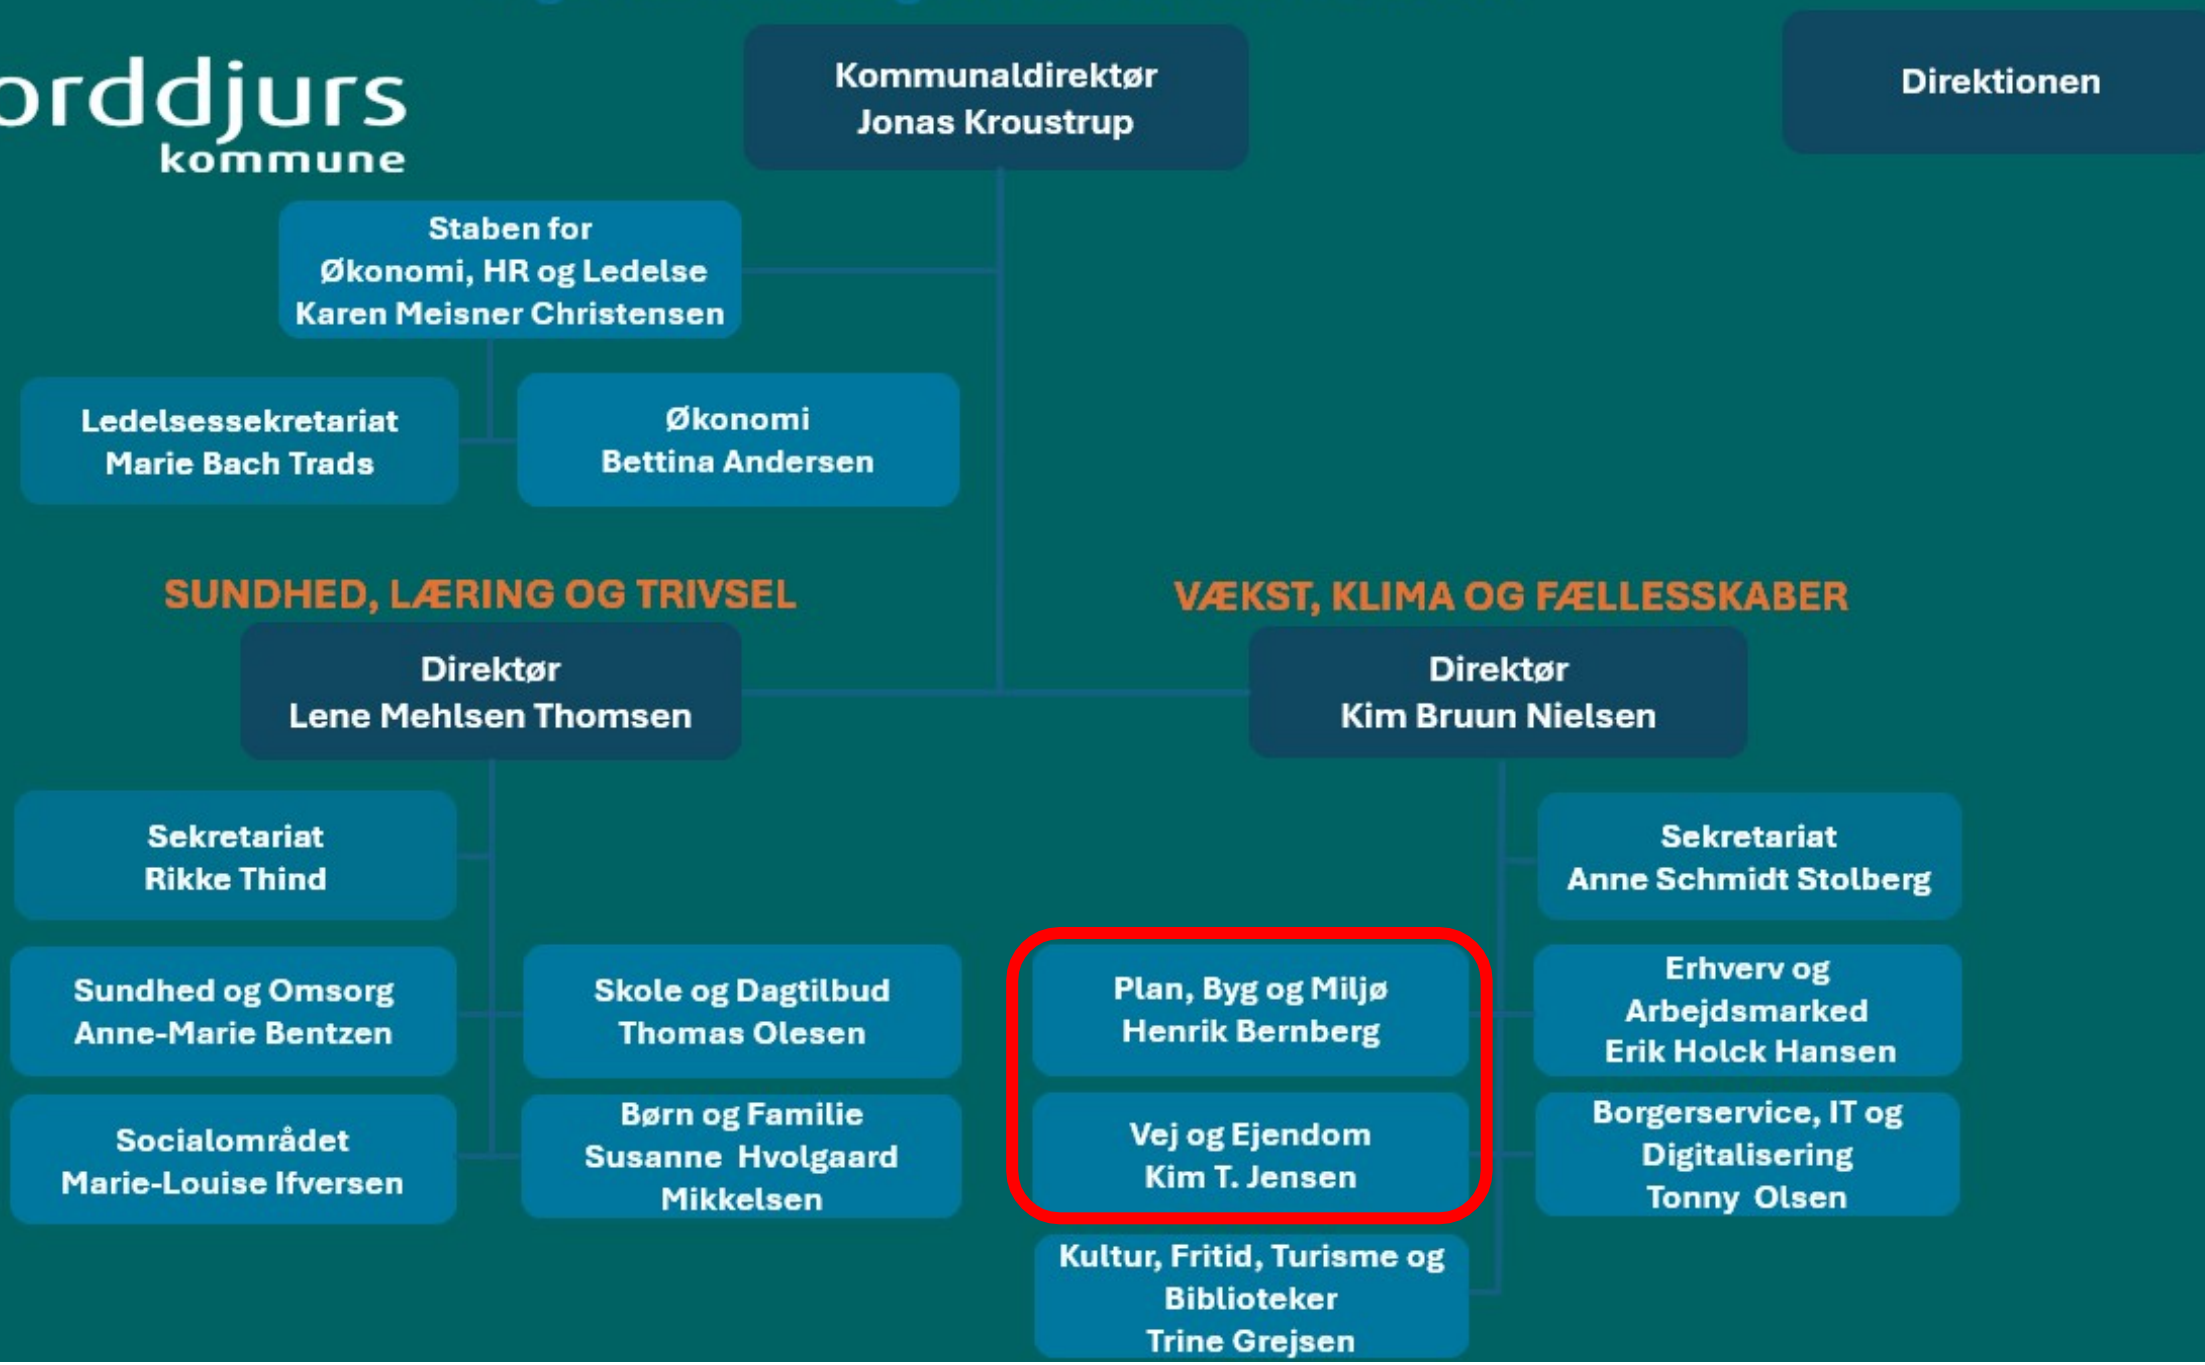 orddjurs
kommune
Kommunaldirektør
Jonas Kroustrup
Direktionen
Staben for
Økonomi, HR og Ledelse
Karen Meisner Christensen
Ledelsessekretariat
Marie Bach Trads
Økonomi
Bettina Andersen
SUNDHED, LÆRING OG TRIVSEL
Direktør
Lene Mehlsen Thomsen
Sekretariat
Rikke Thind
Sundhed og Omsorg
Anne-Marie Bentzen
Skole og Dagtilbud
Thomas Olesen
Socialområdet
Marie-Louise Ifversen
Børn og Familie
Susanne Hvolgaard
Mikkelsen
VÆKST, KLIMA OG FÆLLESSKABER
Direktør
Kim Bruun Nielsen
Sekretariat
Anne Schmidt Stolberg
Plan, Byg og Miljø
Henrik Bernberg
Erhverv og
Arbejdsmarked
Erik Holck Hansen
Vej og Ejendom
Kim T. Jensen
Borgerservice, IT og
Digitalisering
Tonny Olsen
Kultur, Fritid, Turisme og
Biblioteker
Trine Grejsen